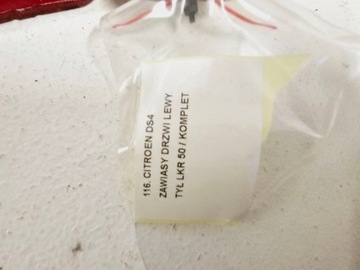 116. CITROEN DS4
ZAWIASY DRZWI LEWY
TYŁ LKR 50 / KOMPLET